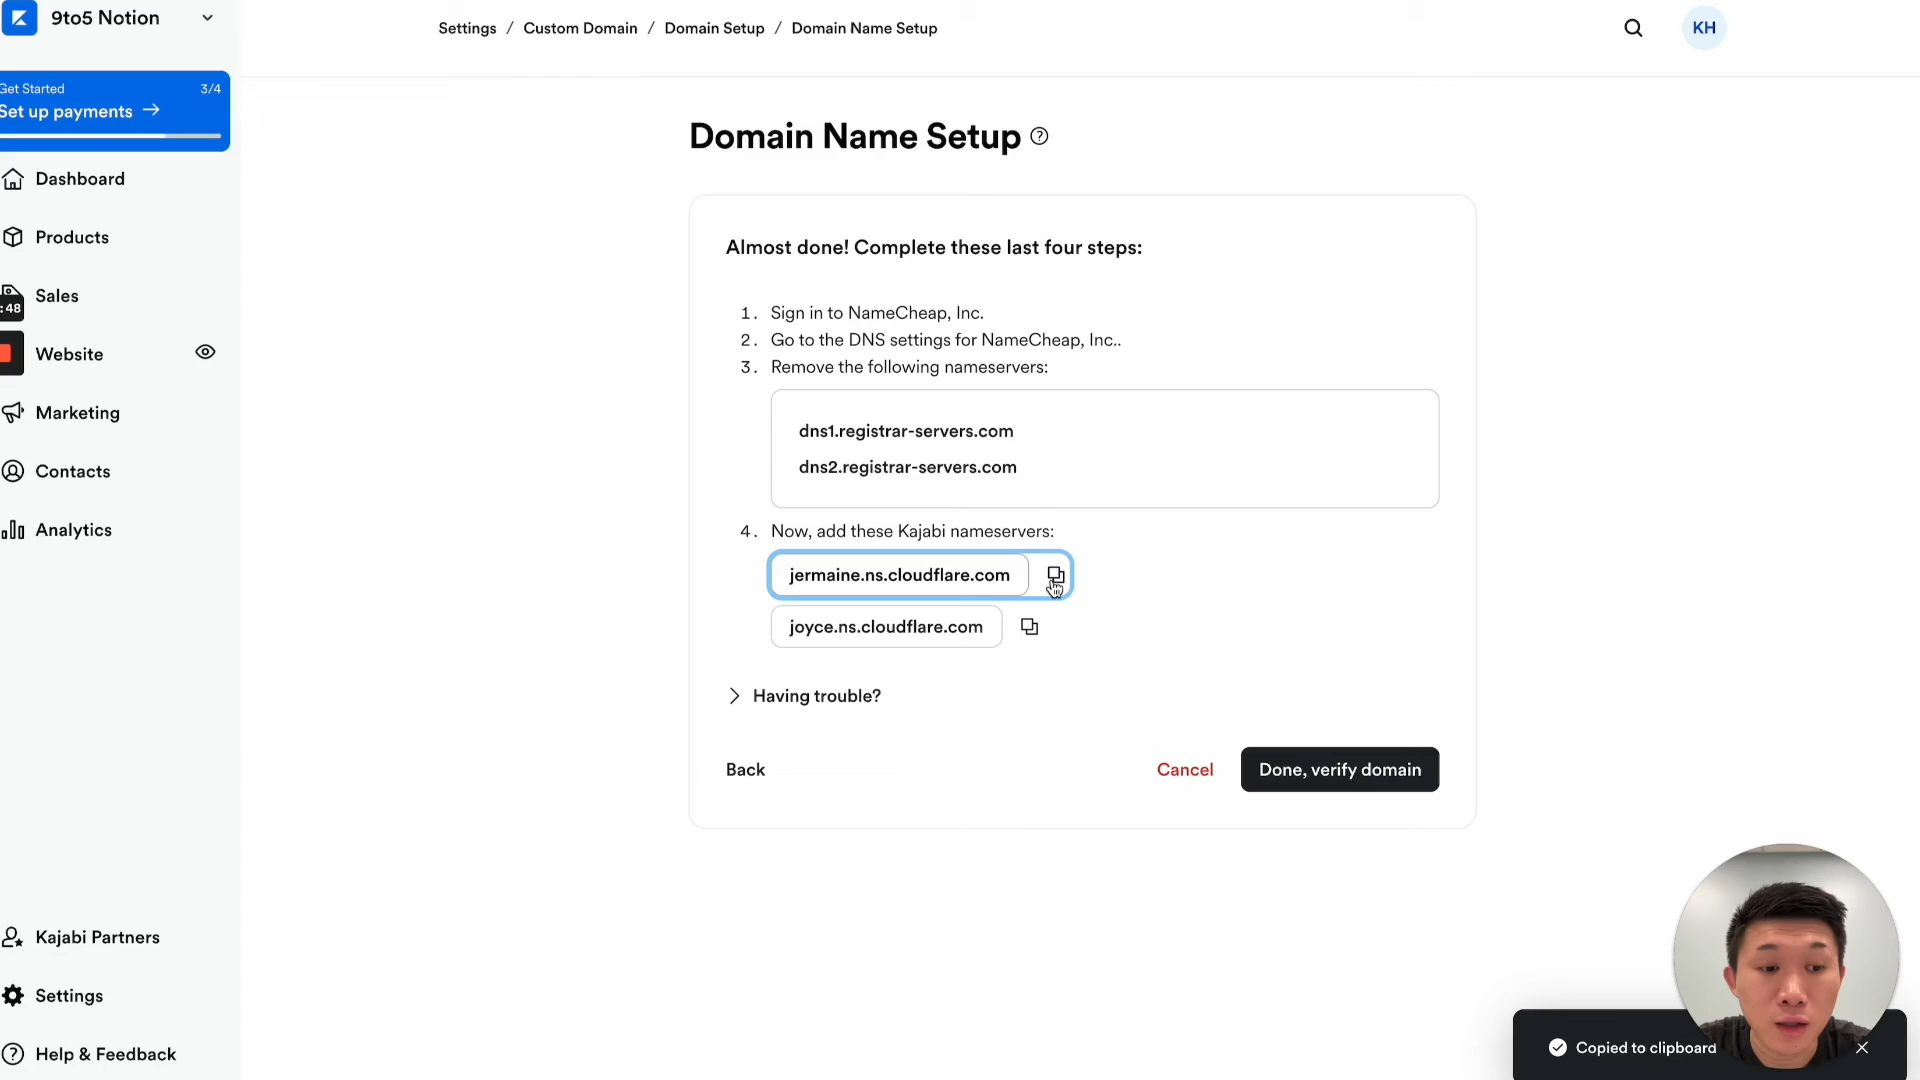 9to5 Notion
Settings / Custom Domain / Domain Setup / Domain Name Setup
KH
Get Started 3/4
Set up payments →
Dashboard
Products
Sales
:48
Website
Marketing
Contacts
Analytics
Kajabi Partners
Settings
Help & Feedback
Domain Name Setup
Almost done! Complete these last four steps:
1. Sign in to NameCheap, Inc.
2. Go to the DNS settings for NameCheap, Inc..
3. Remove the following nameservers:
dns1.registrar-servers.com
dns2.registrar-servers.com
4. Now, add these Kajabi nameservers:
jermaine.ns.cloudflare.com
joyce.ns.cloudflare.com
Having trouble?
Back
Cancel
Done, verify domain
Copied to clipboard